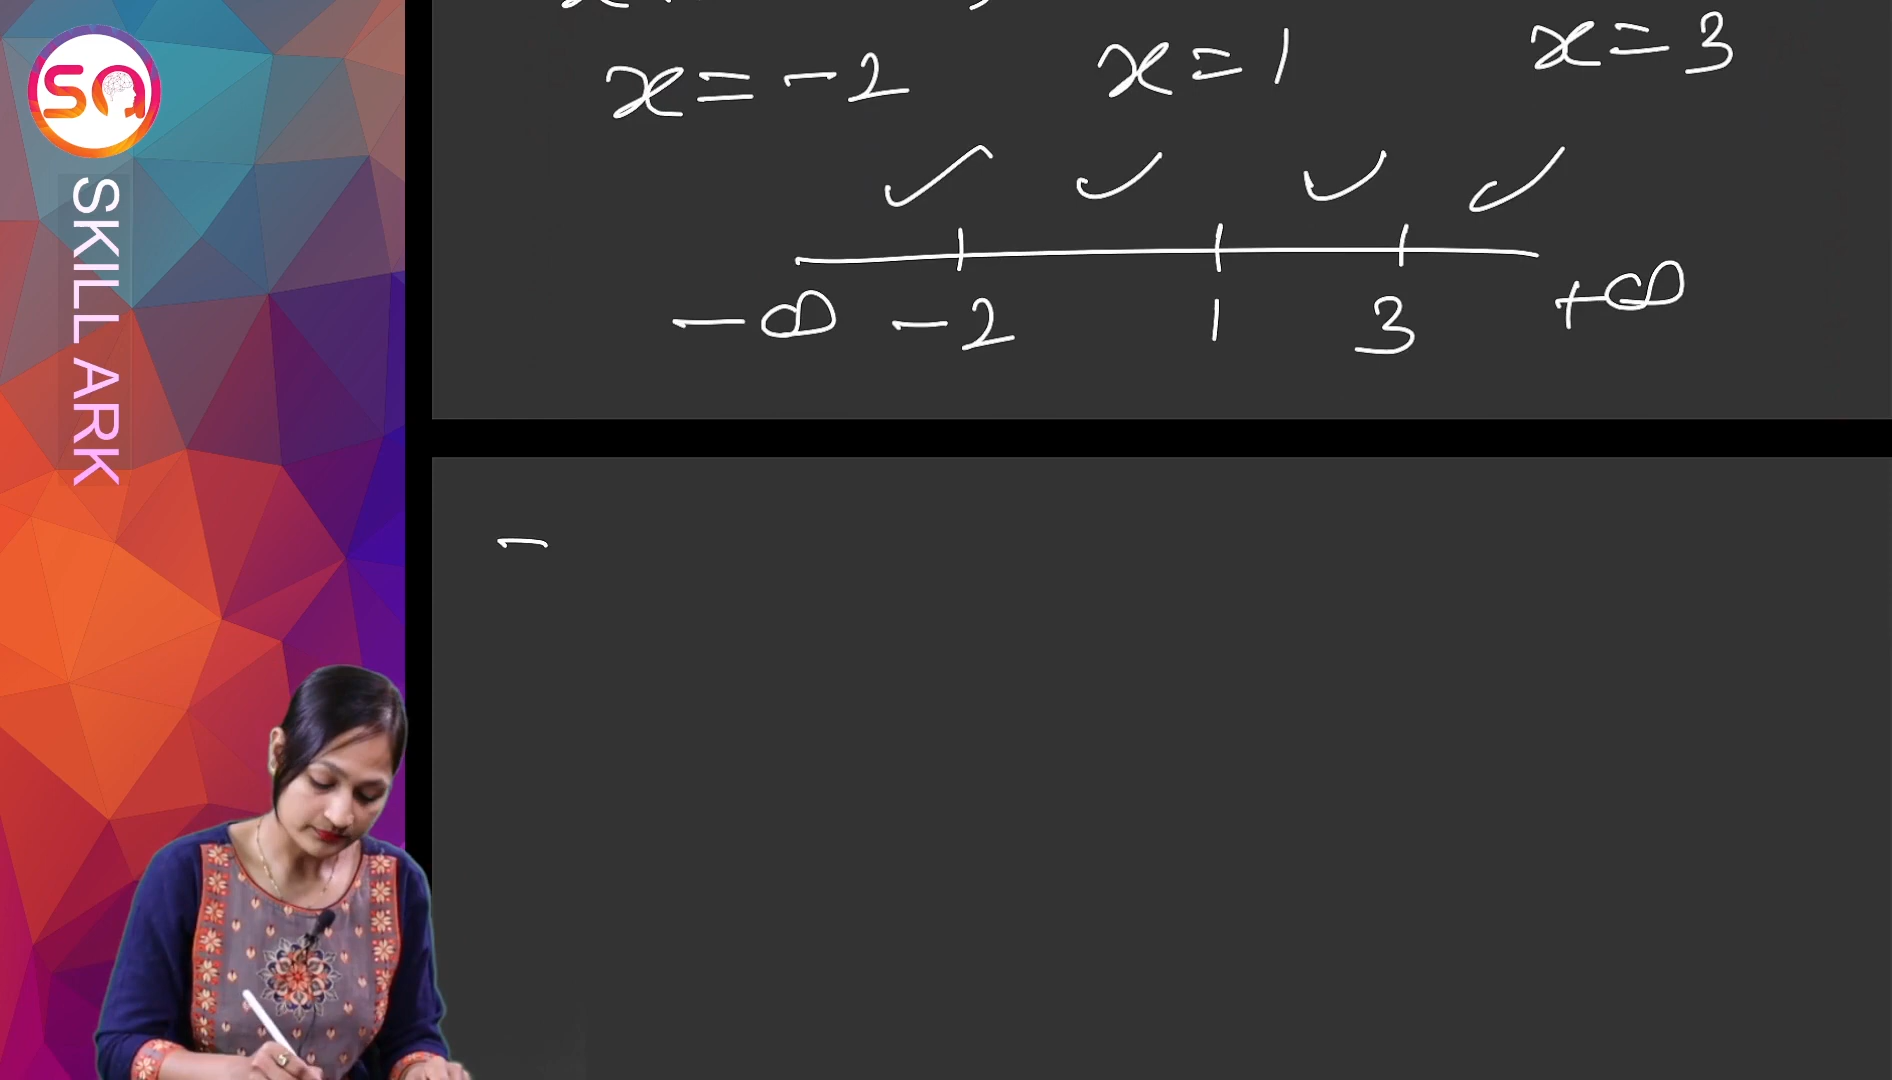 SA
SKILL ARK
x = -2 x = 1 x = 3
✓ ✓ ✓ ✓
-∞ -2 1 3 +∞
-